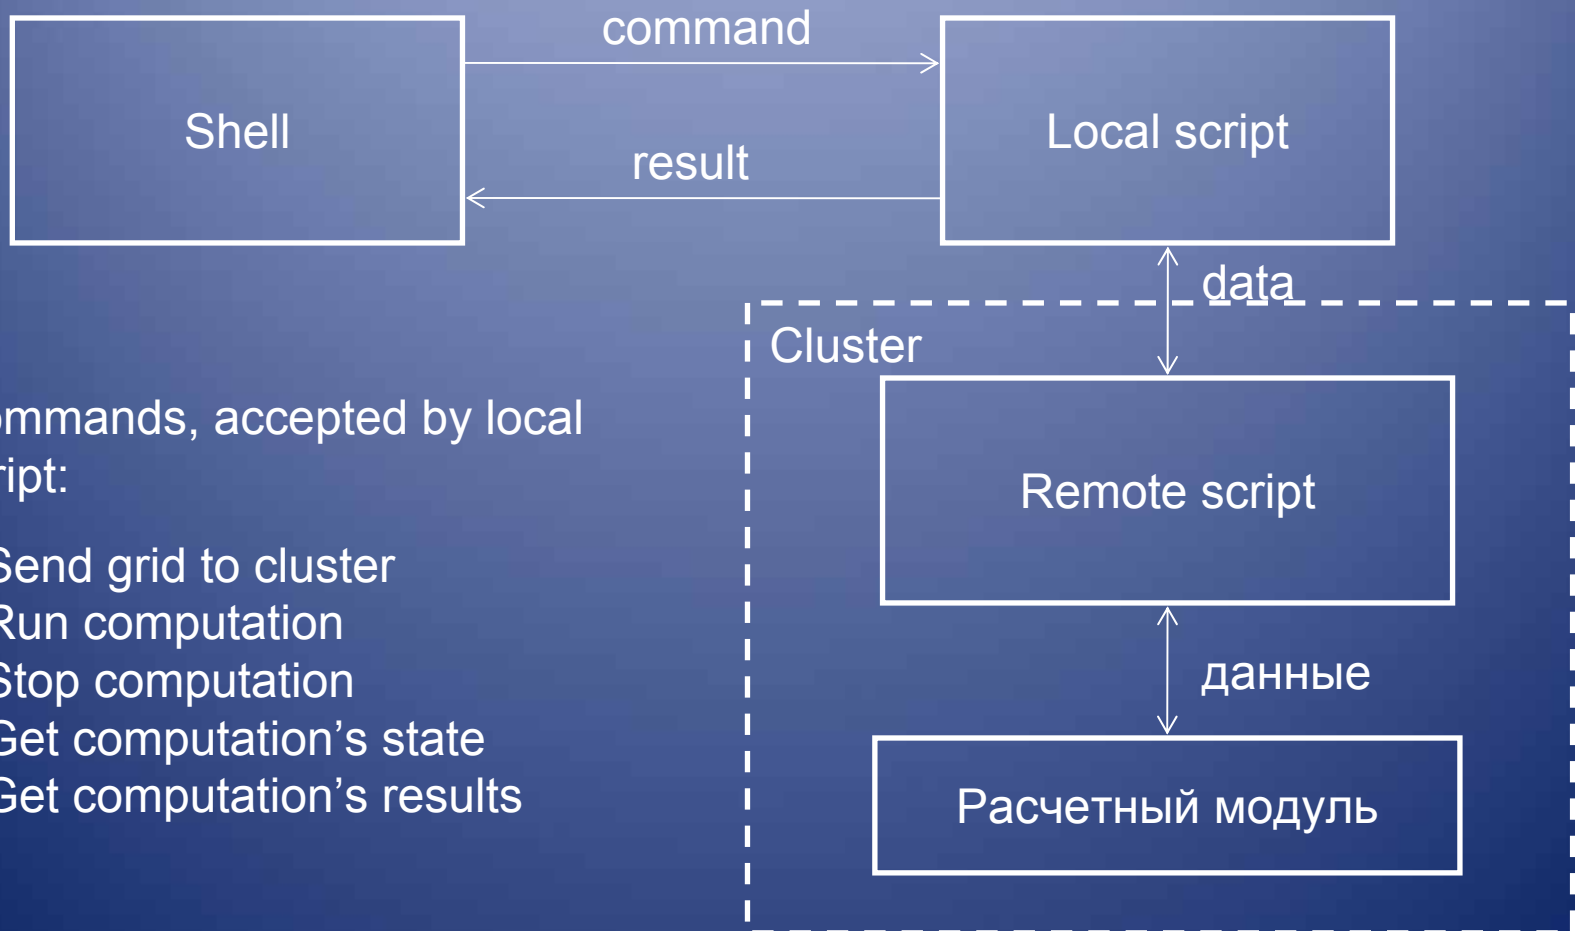 command
Shell
Local script
result
data
Cluster
ommands, accepted by local
ript:
Remote script
Send grid to cluster
Run computation
Stop computation
Get computation’s state
Get computation’s results
данные
Расчетный модуль